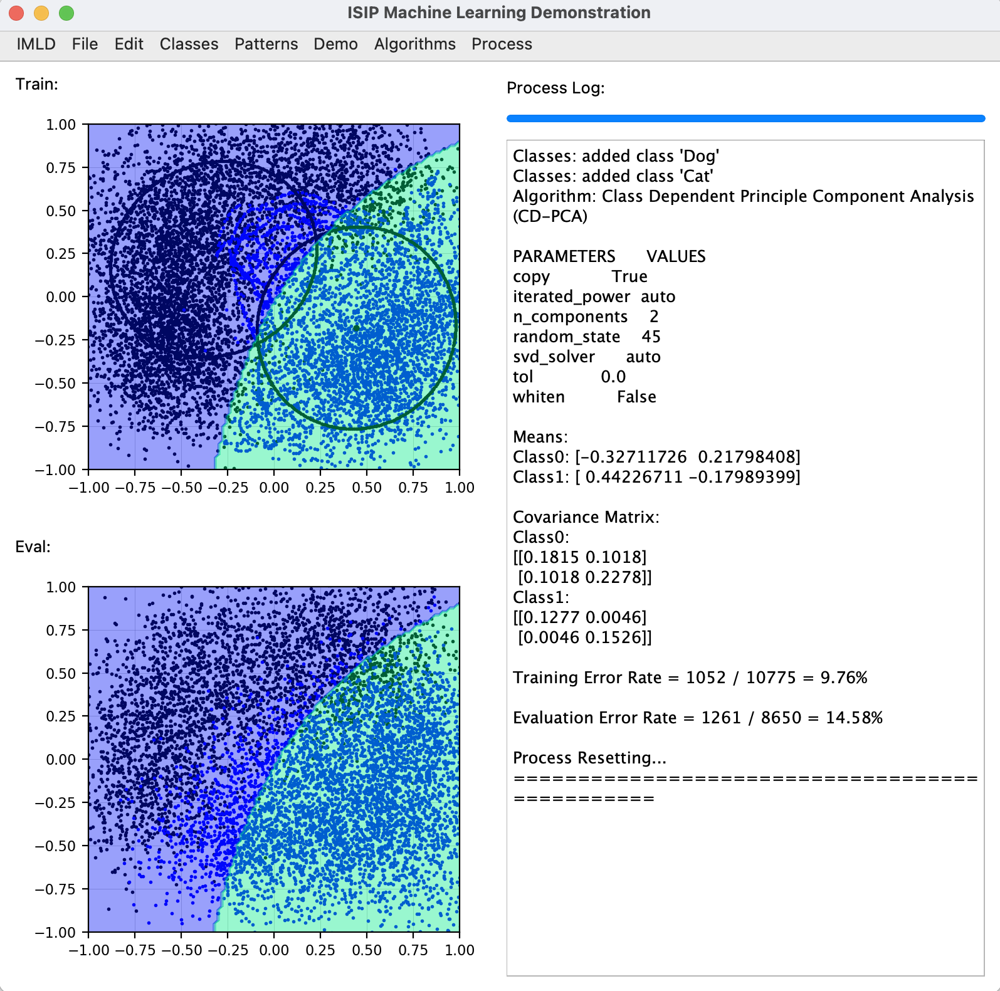 ISIP Machine Learning Demonstration
IMLD File Edit Classes Patterns Demo Algorithms Process
Train:
1.00
0.75
0.50
0.25
0.00
−0.25
−0.50
−0.75
−1.00
−1.00 −0.75 −0.50 −0.25 0.00 0.25 0.50 0.75 1.00
Eval:
1.00
0.75
0.50
0.25
0.00
−0.25
−0.50
−0.75
−1.00
−1.00 −0.75 −0.50 −0.25 0.00 0.25 0.50 0.75 1.00
Process Log:
Classes: added class 'Dog'
Classes: added class 'Cat'
Algorithm: Class Dependent Principle Component Analysis
(CD-PCA)
PARAMETERS VALUES
copy True
iterated_power auto
n_components 2
random_state 45
svd_solver auto
tol 0.0
whiten False
Means:
Class0: [-0.32711726 0.21798408]
Class1: [ 0.44226711 -0.17989399]
Covariance Matrix:
Class0:
[[0.1815 0.1018]
[0.1018 0.2278]]
Class1:
[[0.1277 0.0046]
[0.0046 0.1526]]
Training Error Rate = 1052 / 10775 = 9.76%
Evaluation Error Rate = 1261 / 8650 = 14.58%
Process Resetting...
====================================
===========